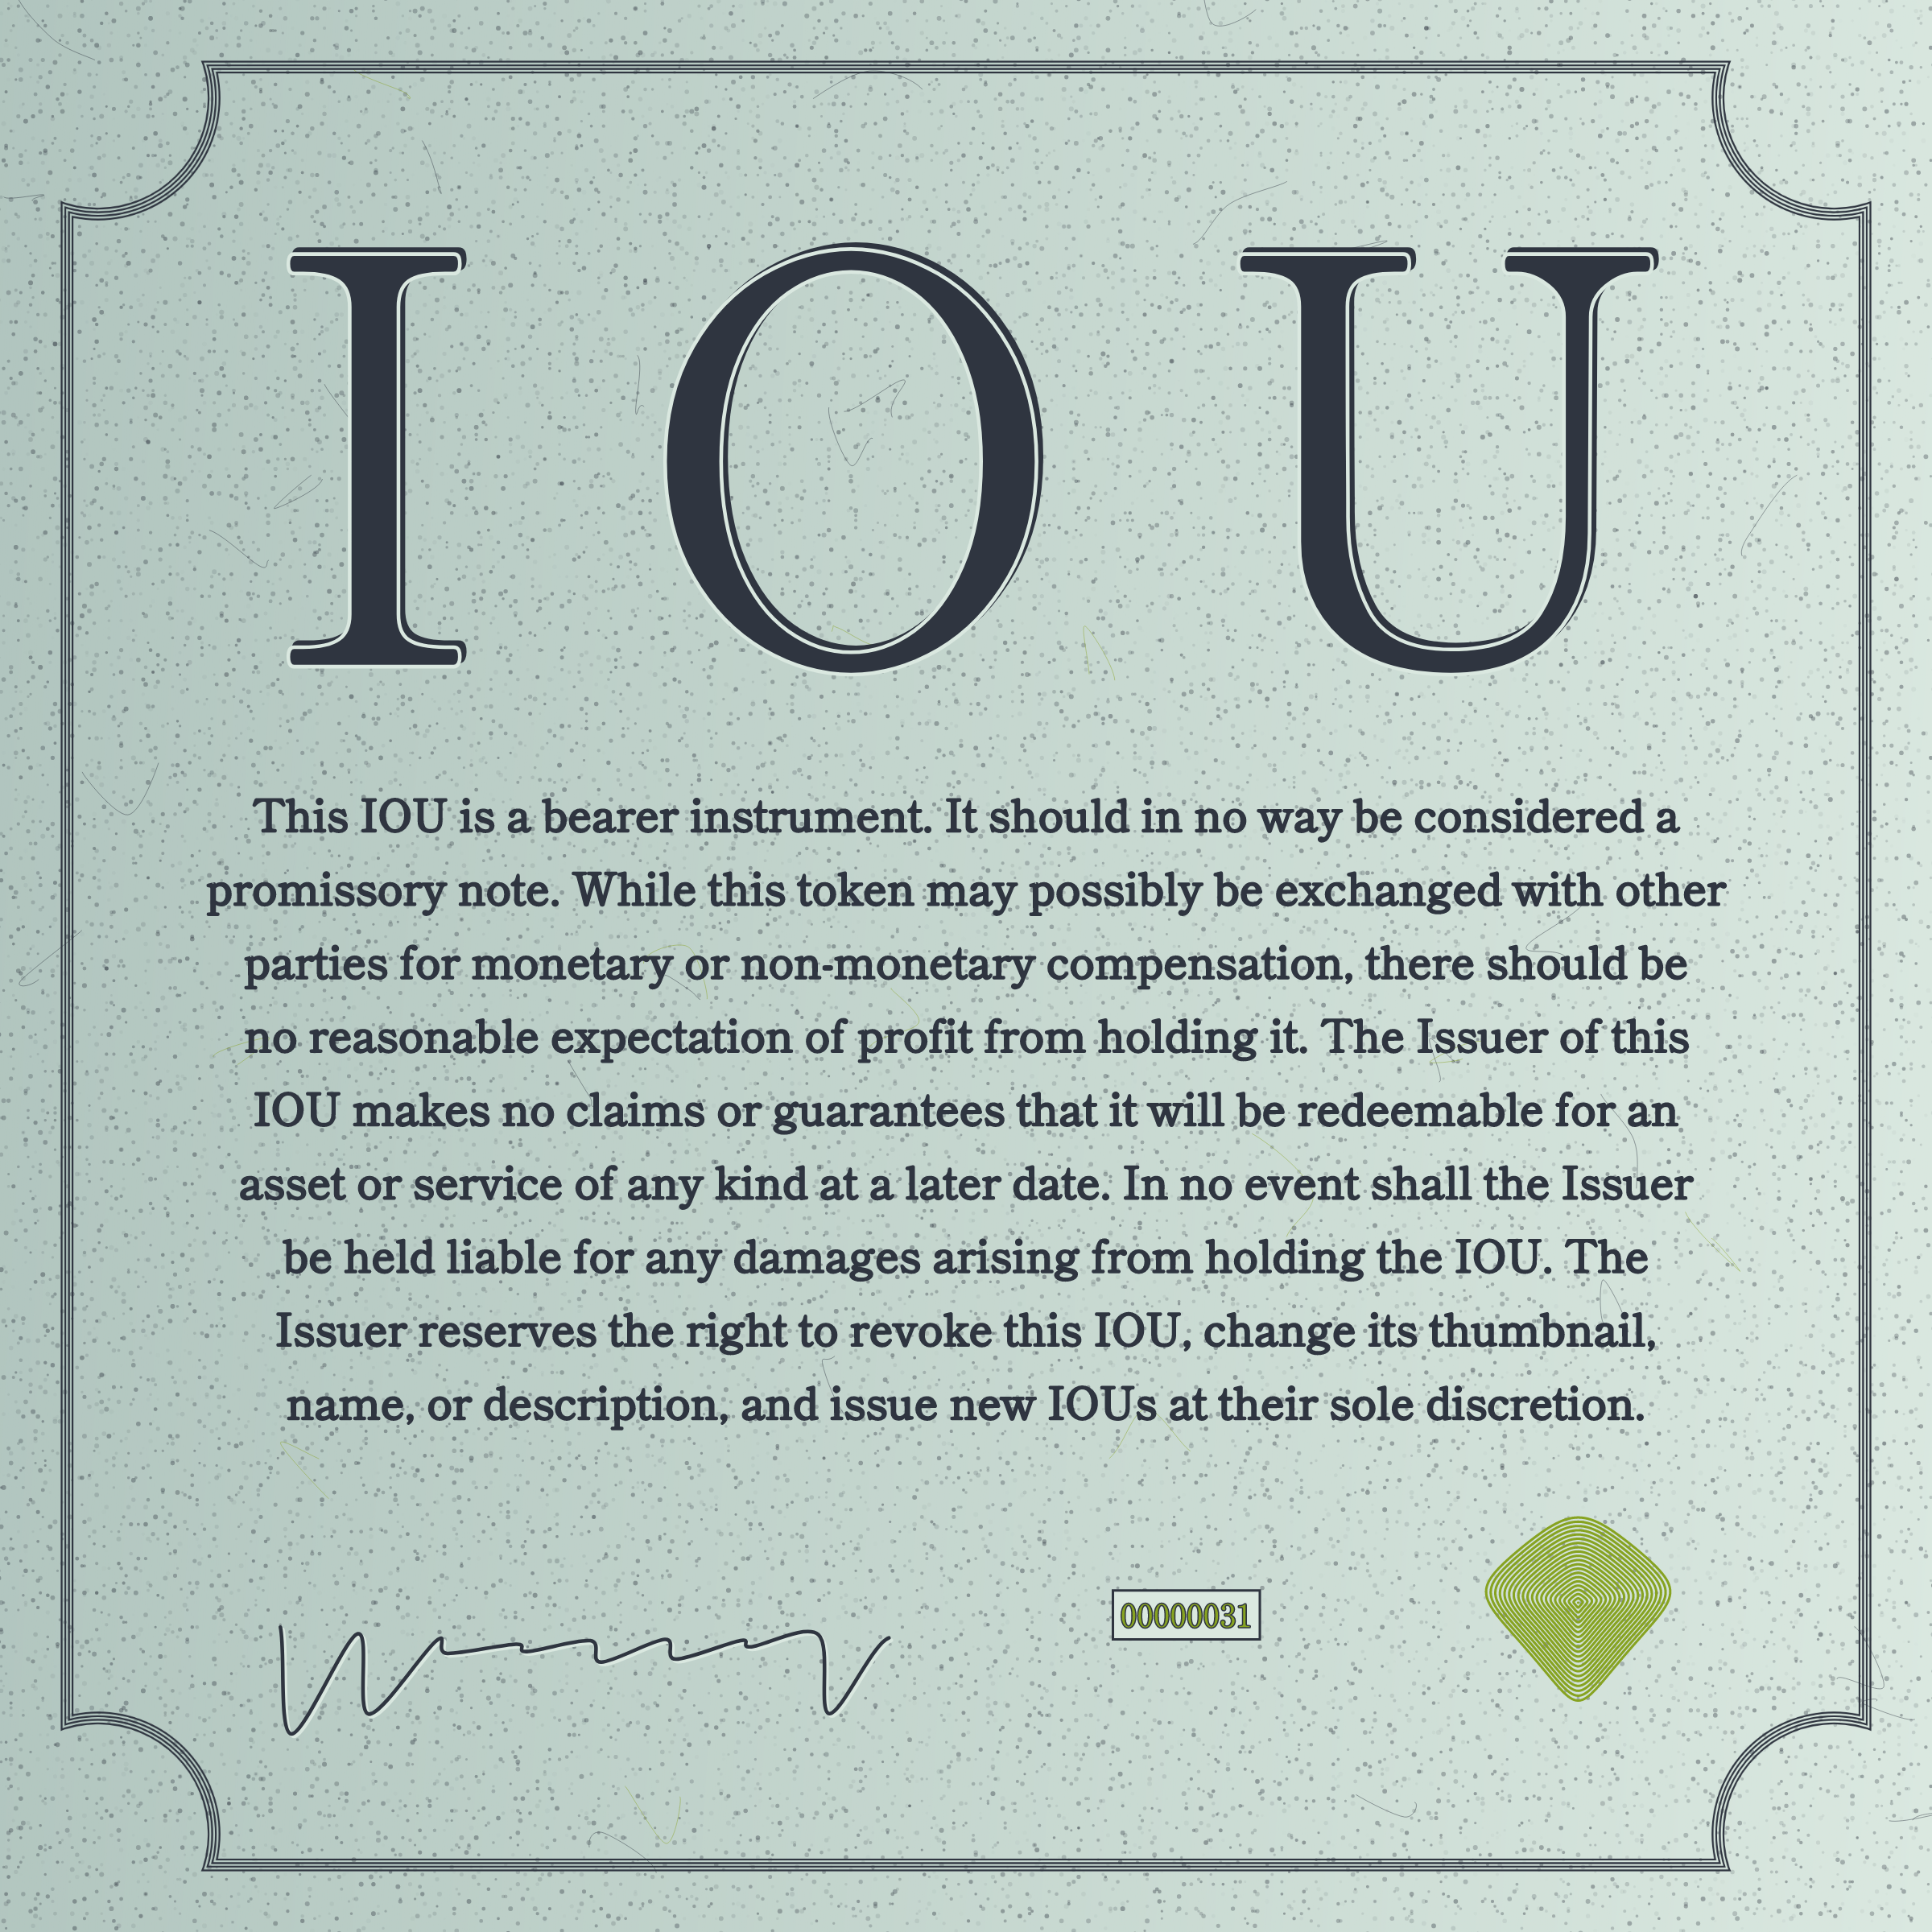 I O U
This IOU is a bearer instrument. It should in no way be considered a
promissory note. While this token may possibly be exchanged with other
parties for monetary or non-monetary compensation, there should be
no reasonable expectation of profit from holding it. The Issuer of this
IOU makes no claims or guarantees that it will be redeemable for an
asset or service of any kind at a later date. In no event shall the Issuer
be held liable for any damages arising from holding the IOU. The
Issuer reserves the right to revoke this IOU, change its thumbnail,
name, or description, and issue new IOUs at their sole discretion.
00000031